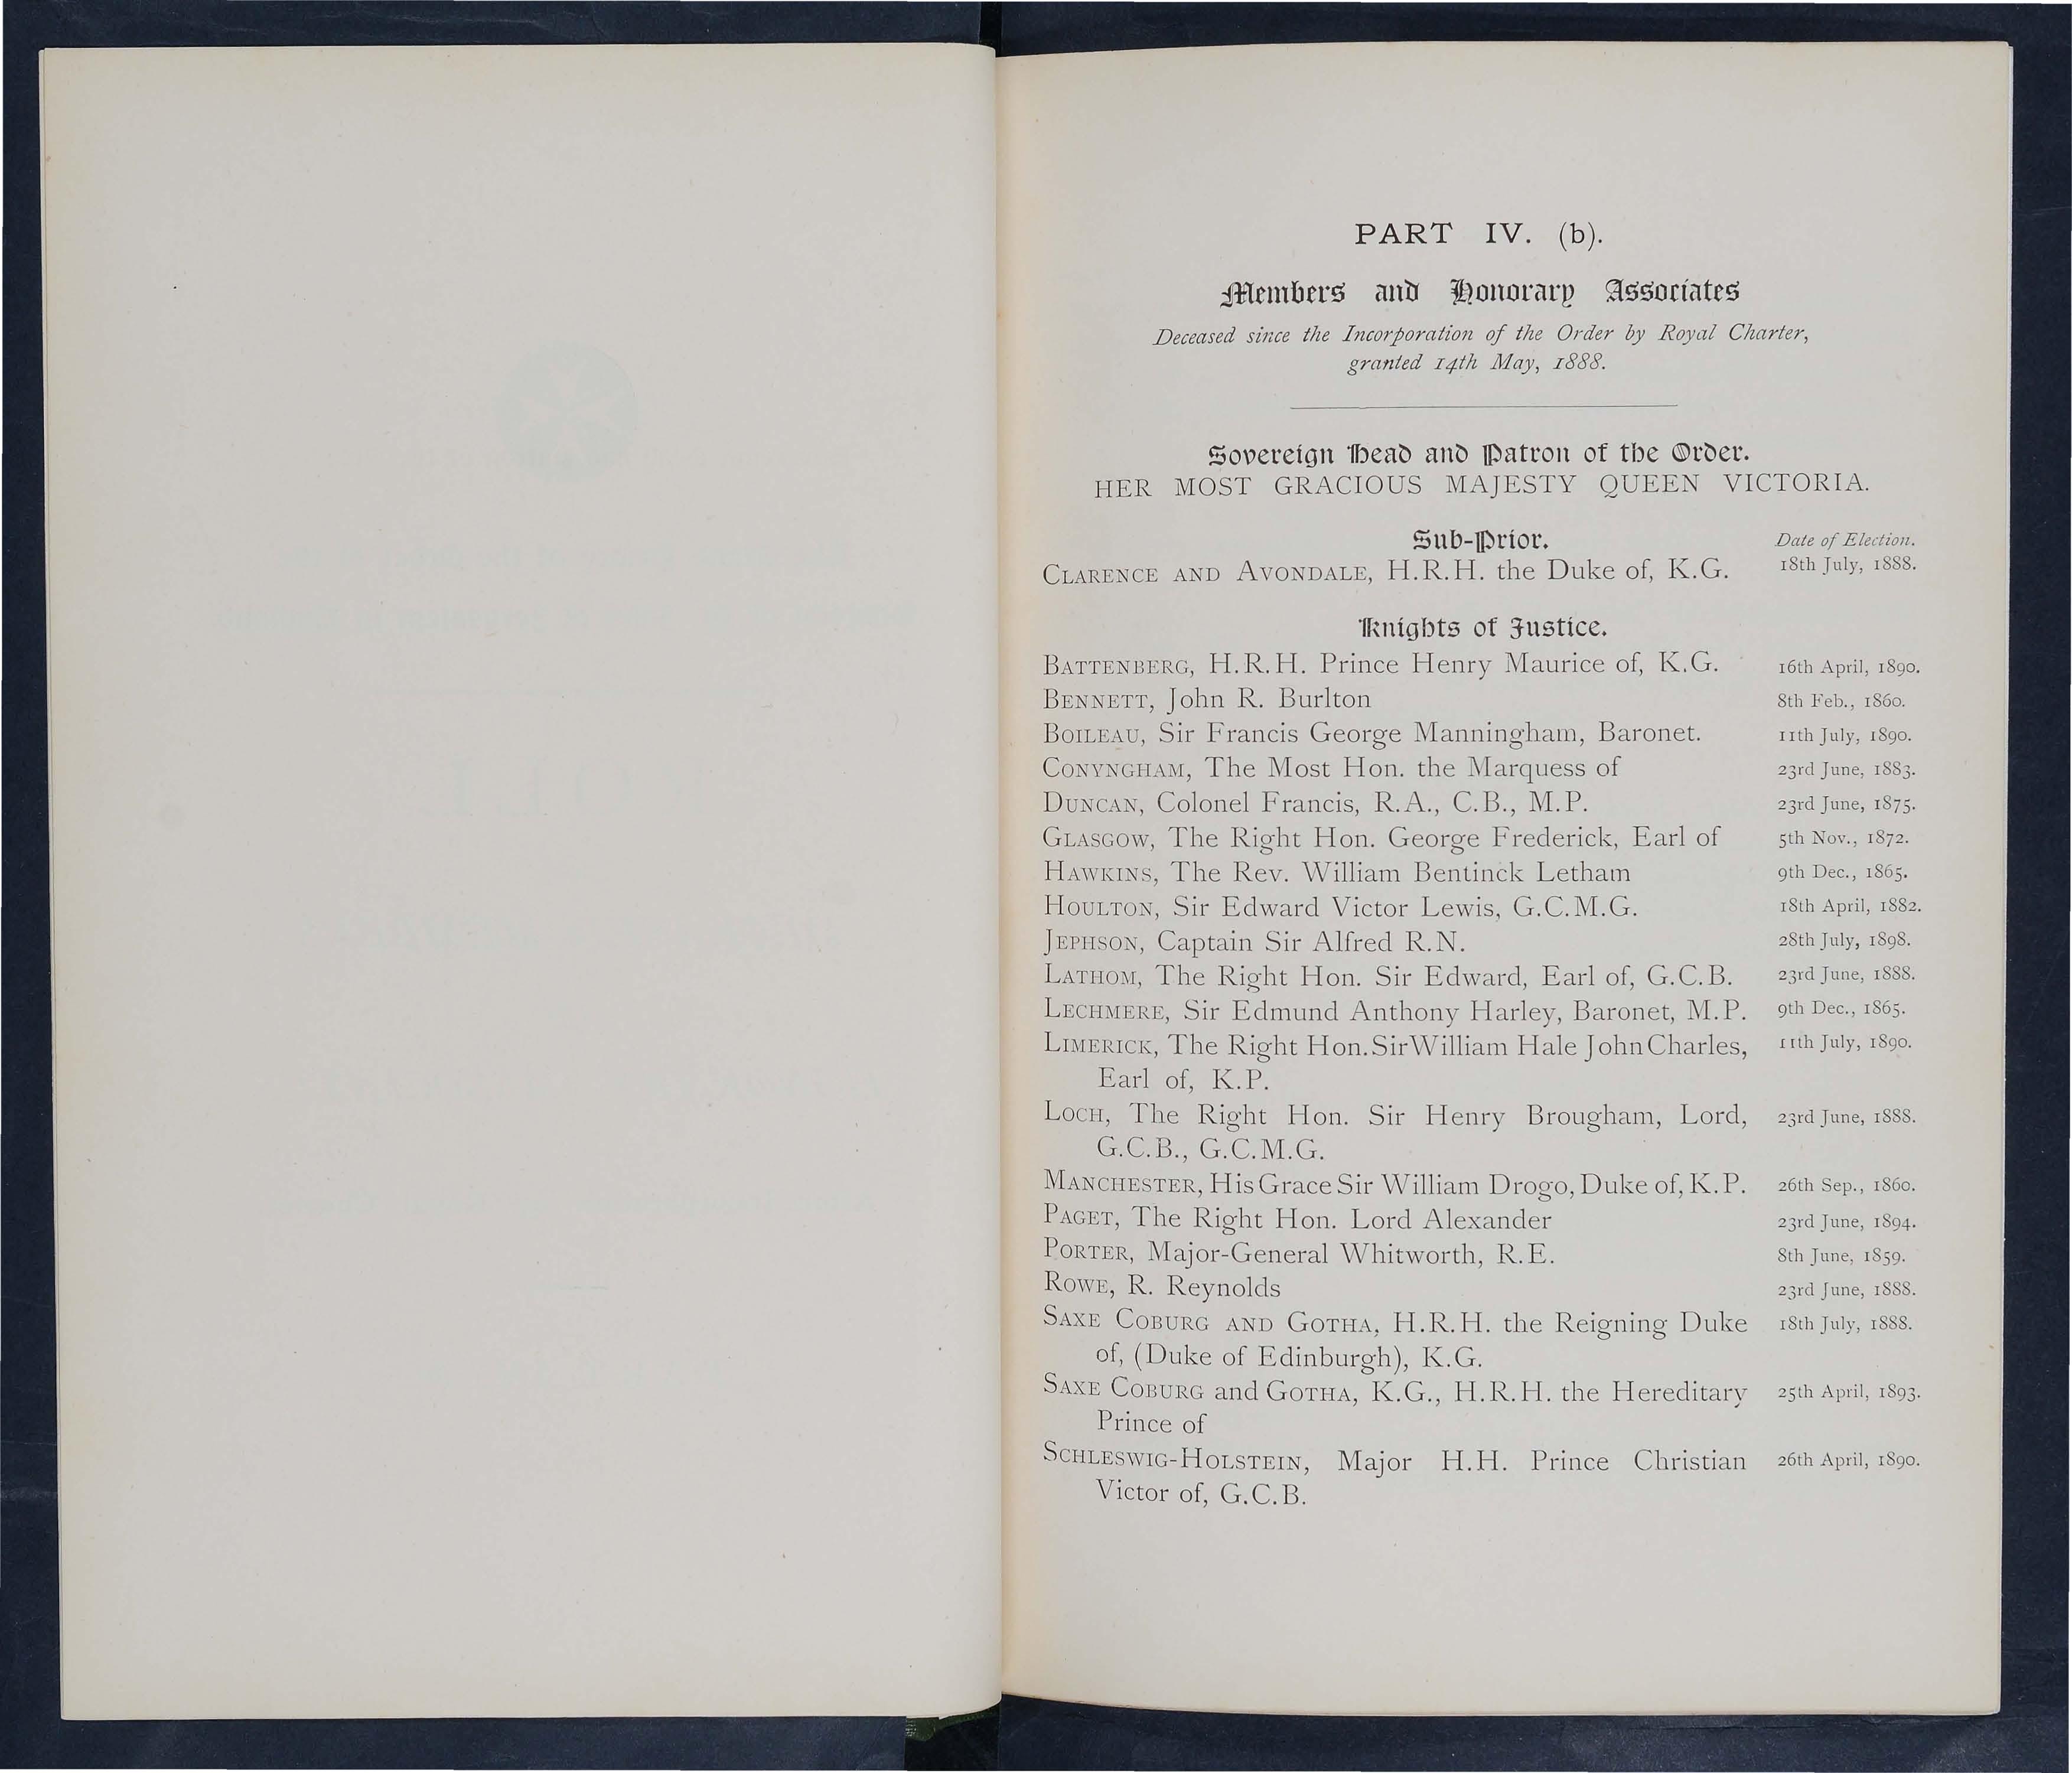 PART IV. (b).
Members and Honorary Associates
Deceased since the Incorporation of the Order by Royal Charter,
granted 14th May, 1888.
Sovereign Head and Patron of the Order.
HER MOST GRACIOUS MAJESTY QUEEN VICTORIA.
Sub-Prior. Date of Election.
CLARENCE AND AVONDALE, H.R.H. the Duke of, K.G. 18th July, 1888.
Knights of Justice.
BATTENBERG, H.R.H. Prince Henry Maurice of, K.G. 16th April, 1890.
BENNETT, John R. Burlton 8th Feb., 1860.
BOILEAU, Sir Francis George Manningham, Baronet. 11th July, 1890.
CONYNGHAM, The Most Hon. the Marquess of 23rd June, 1883.
DUNCAN, Colonel Francis, R.A., C.B., M.P. 23rd June, 1875.
GLASGOW, The Right Hon. George Frederick, Earl of 5th Nov., 1872.
HAWKINS, The Rev. William Bentinck Letham 9th Dec., 1865.
HOULTON, Sir Edward Victor Lewis, G.C.M.G. 18th April, 1882.
JEPHSON, Captain Sir Alfred R.N. 28th July, 1898.
LATHOM, The Right Hon. Sir Edward, Earl of, G.C.B. 23rd June, 1888.
LECHMERE, Sir Edmund Anthony Harley, Baronet, M.P. 9th Dec., 1865.
LIMERICK, The Right Hon. Sir William Hale John Charles, 11th July, 1890.
Earl of, K.P.
LOCH, The Right Hon. Sir Henry Brougham, Lord, 23rd June, 1888.
G.C.B., G.C.M.G.
MANCHESTER, His Grace Sir William Drogo, Duke of, K.P. 26th Sep., 1860.
PAGET, The Right Hon. Lord Alexander 23rd June, 1894.
PORTER, Major-General Whitworth, R.E. 8th June, 1859.
ROWE, R. Reynolds 23rd June, 1888.
SAXE COBURG AND GOTHA, H.R.H. the Reigning Duke 18th July, 1888.
of, (Duke of Edinburgh), K.G.
SAXE COBURG and GOTHA, K.G., H.R.H. the Hereditary 25th April, 1893.
Prince of
SCHLESWIG-HOLSTEIN, Major H.H. Prince Christian 26th April, 1890.
Victor of, G.C.B.